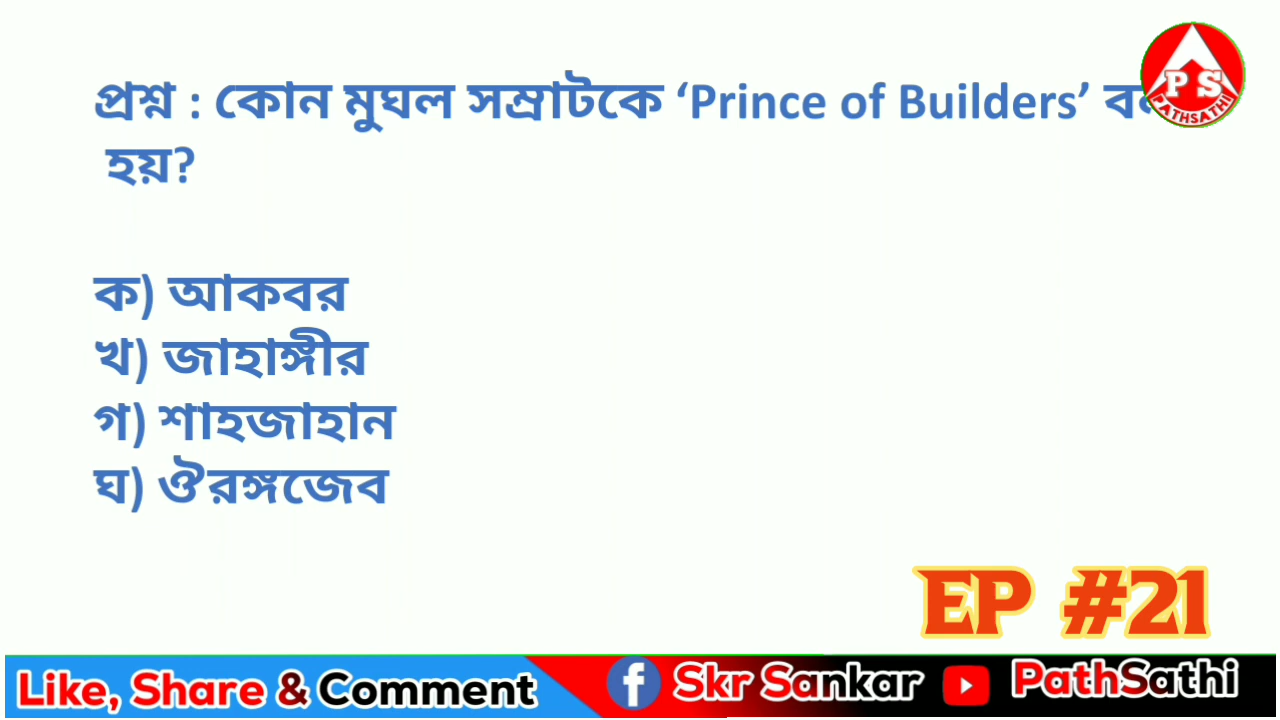 প্রশ্ন : কোন মুঘল সম্রাটকে ‘Prince of Builders’
হয়?
ক) আকবর
খ) জাহাঙ্গীর
গ) শাহজাহান
ঘ) ঔরঙ্গজেব
PS
PATHSATHI
EP #21
Like, Share & Comment Skr Sankar PathSathi